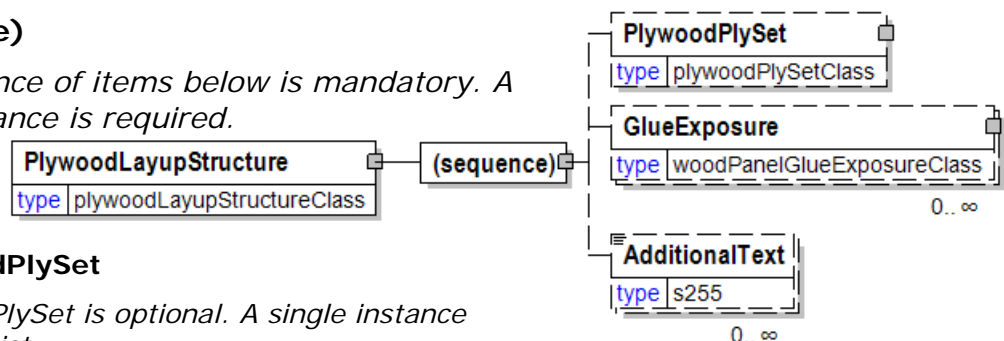 e)
nce of items below is mandatory. A
ance is required.
PlywoodLayupStructure
type plywoodLayupStructureClass
(sequence)
PlywoodPlySet
type plywoodPlySetClass
GlueExposure
type woodPanelGlueExposureClass
0.. ∞
AdditionalText
type s255
0.. ∞
dPlySet
PlySet is optional. A single instance